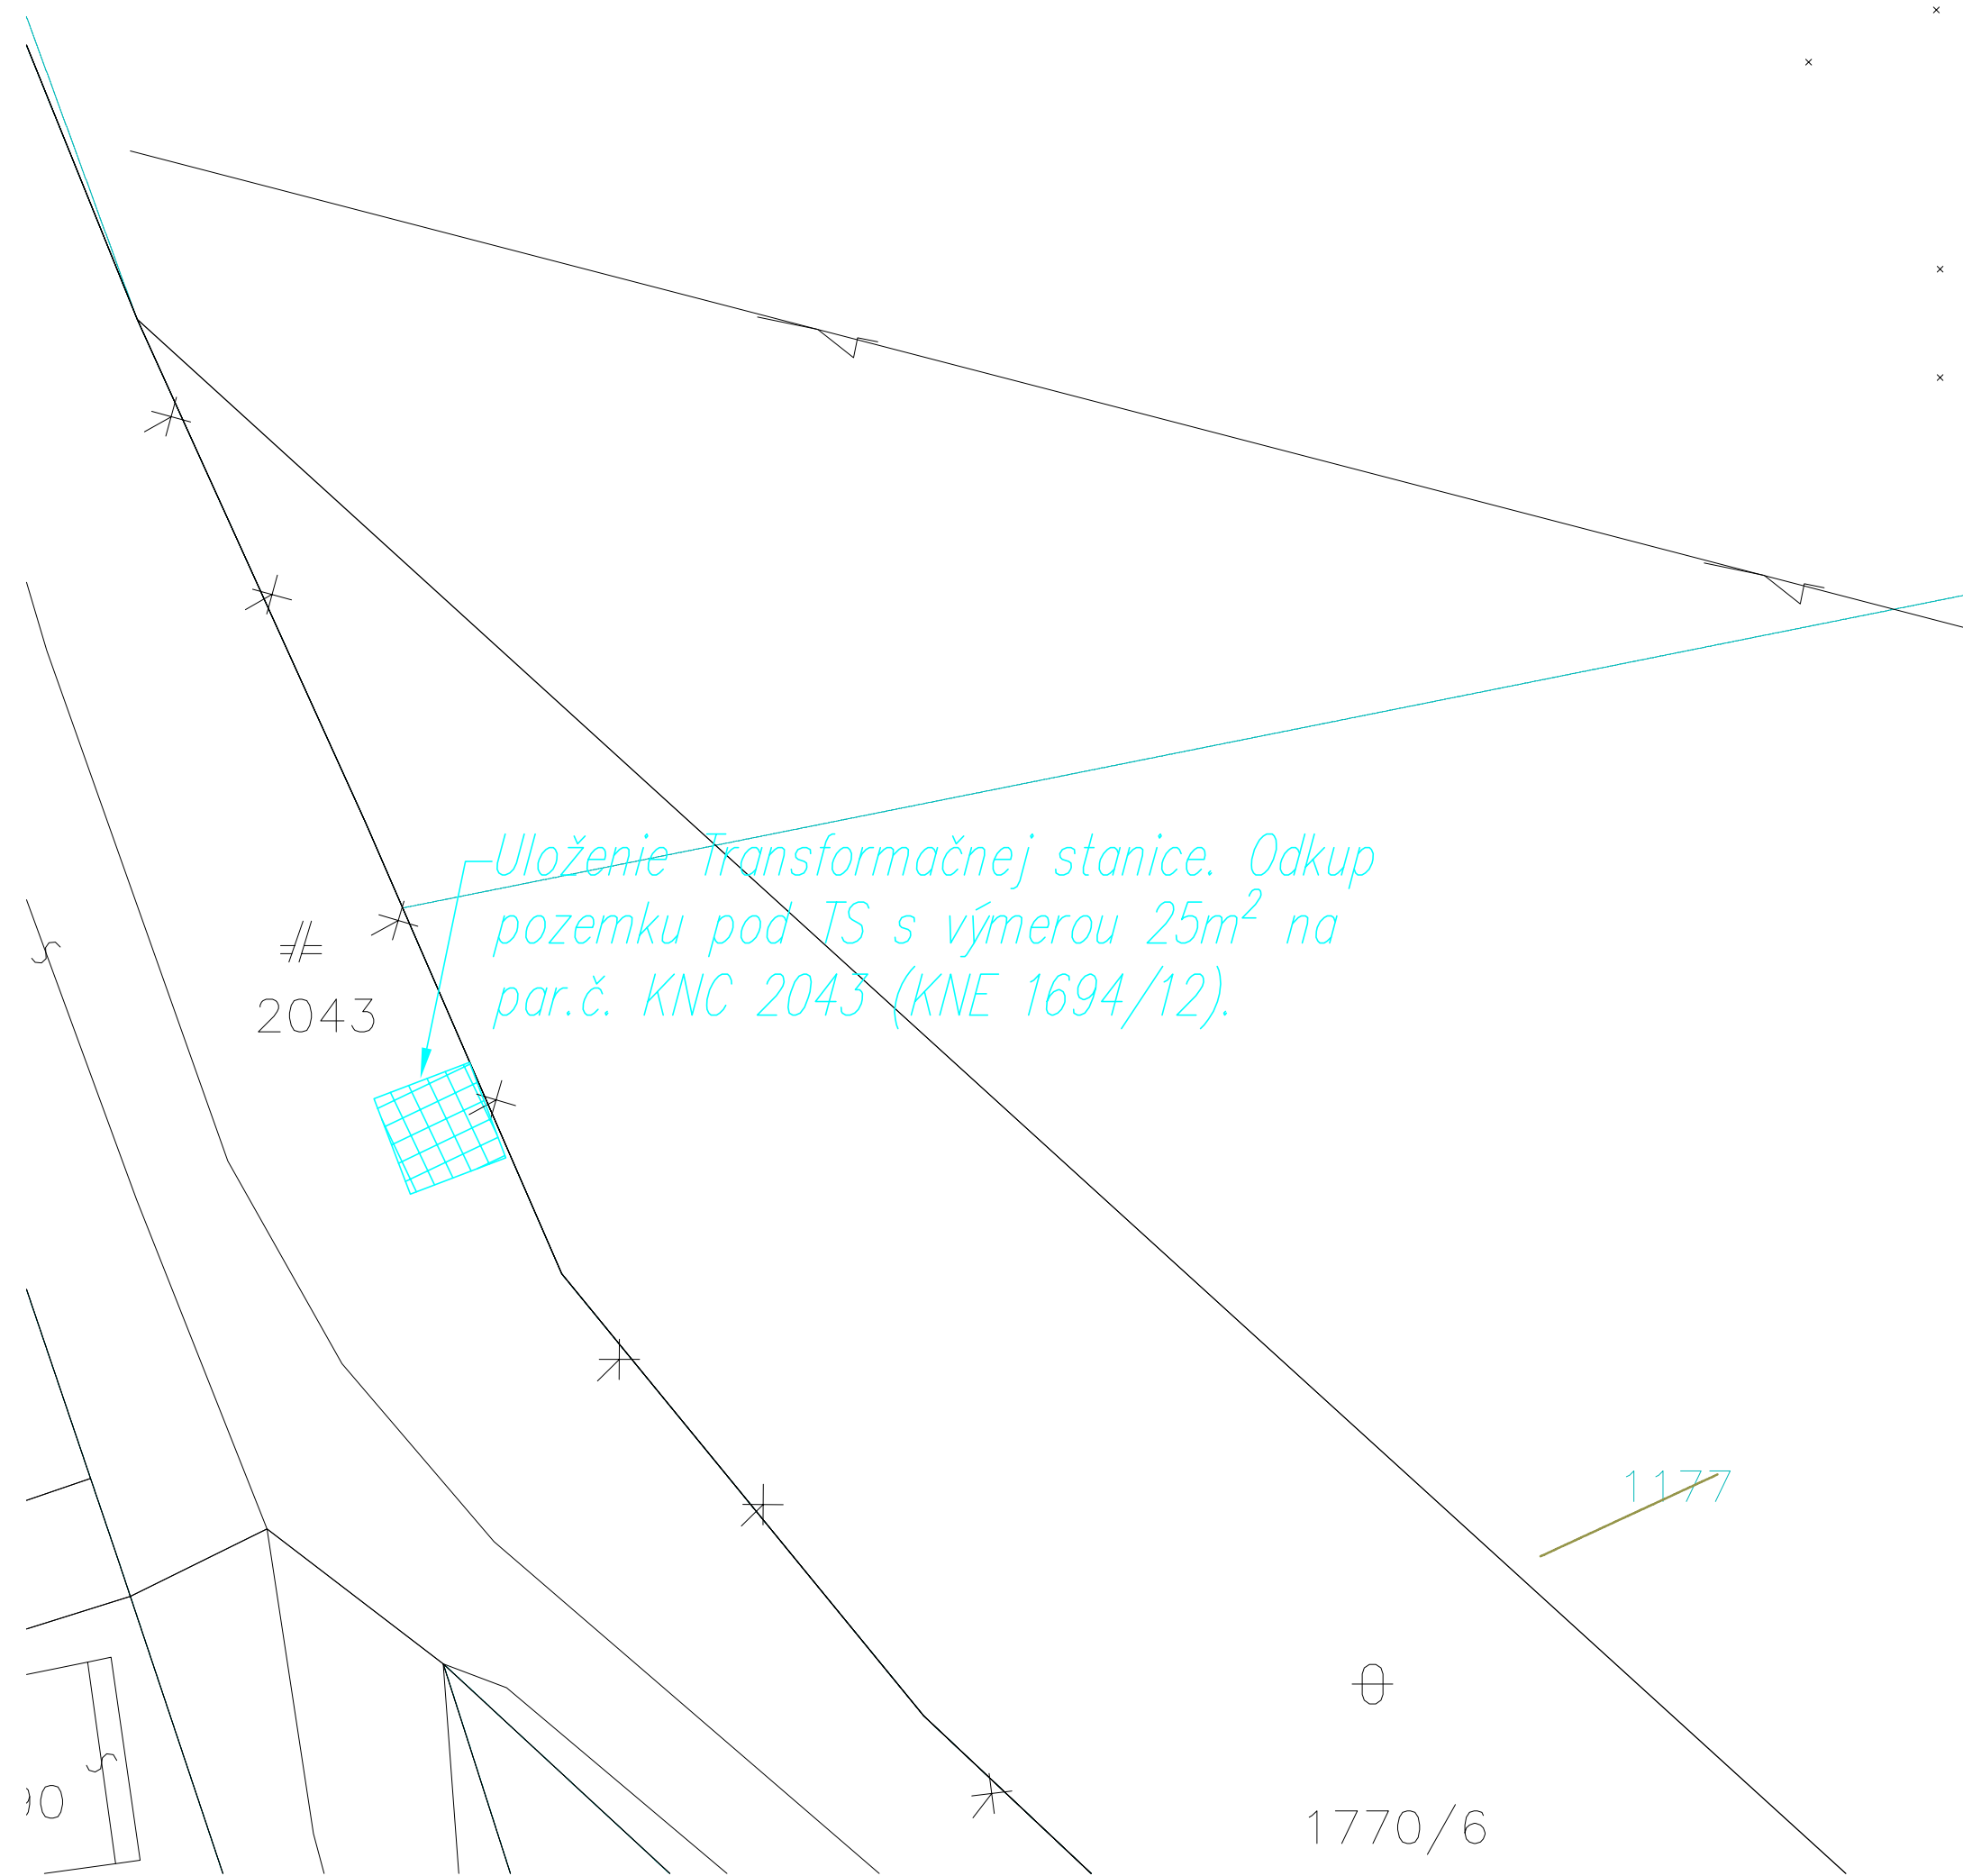 Uloženie Transformačnej stanice. Odkup
pozemku pod TS s výmerou 25m² na
par.č. KNC 2043 (KNE 1694/12).
2043
1177
1770/6